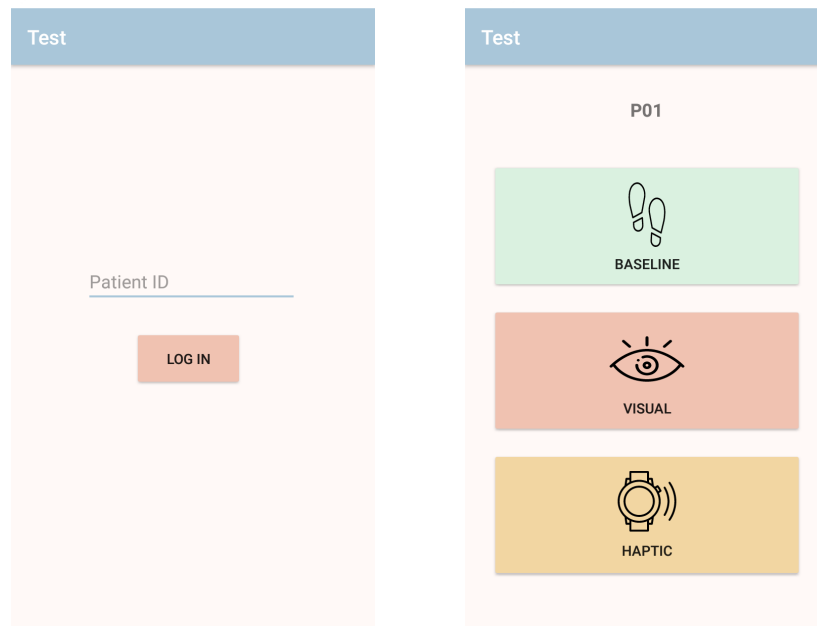 Test
Patient ID
LOG IN
Test
P01
BASELINE
VISUAL
HAPTIC